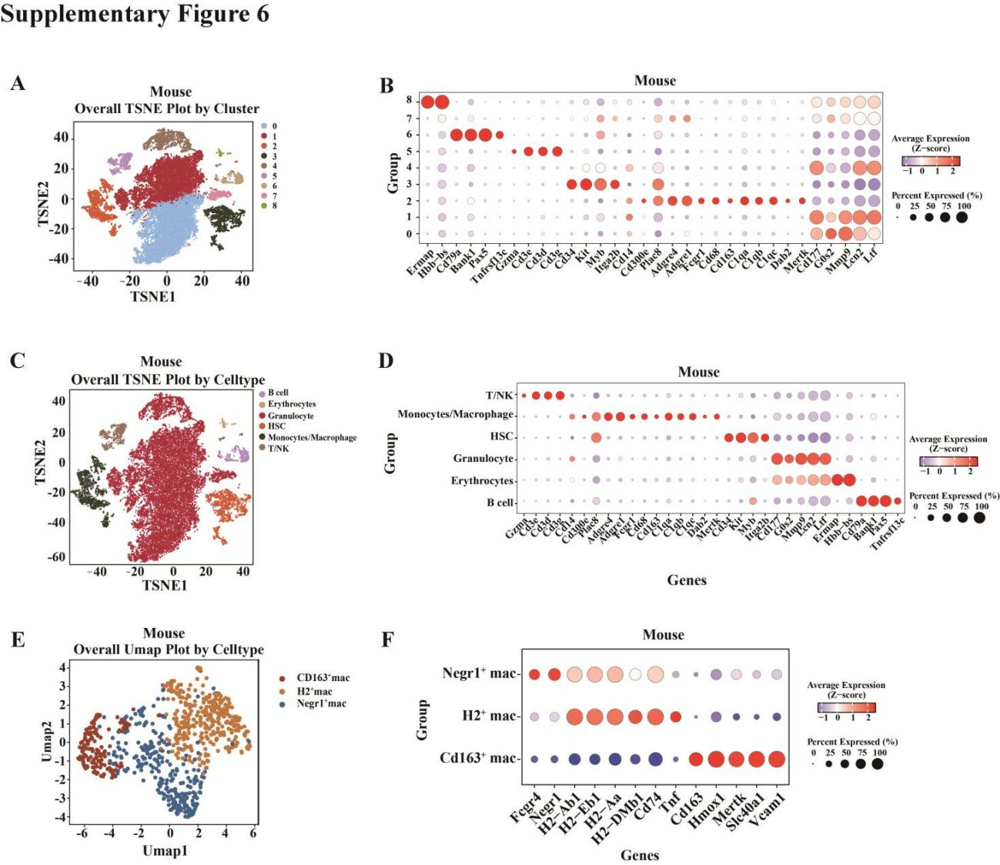 Supplementary Figure 6
A
Mouse
Overall TSNE Plot by Cluster
TSNE2
40
20
0
-20
-40
-40
-20
0
20
40
TSNE1
0
1
2
3
4
5
6
7
8
B
Mouse
Group
8
7
6
5
4
3
2
1
0
Ermap
Hbb-bs
Cd79a
Bank1
Pax5
Tnfrsf13c
Gzma
Cd3e
Cd3d
Cd3g
Cd34
Kit
Myb
Itga2b
Cd14
Cd300e
Plac8
Adgre4
Adgre1
Fcgr1
Cd68
Cd163
C1qa
C1qb
C1qc
Dab2
Mertk
Cd177
G0s2
Mmp9
Lcn2
Ltf
Average Expression
(Z-score)
-1 0 1 2
Percent Expressed (%)
0 25 50 75 100
C
Mouse
Overall TSNE Plot by Celltype
TSNE2
40
20
0
-20
-40
-60
-40
-20
0
20
40
TSNE1
B cell
Erythrocytes
Granulocyte
HSC
Monocytes/Macrophage
T/NK
D
Mouse
Group
T/NK
Monocytes/Macrophage
HSC
Granulocyte
Erythrocytes
B cell
Gzma
Cd3e
Cd3d
Cd3g
Cd14
Cd300e
Plac8
Adgre4
Adgre1
Fcgr1
Cd68
Cd163
C1qa
C1qb
C1qc
Dab2
Mertk
Cd34
Kit
Myb
Itga2b
Cd177
G0s2
Mmp9
Lcn2
Ltf
Ermap
Hbb-bs
Cd79a
Bank1
Pax5
Tnfrsf13c
Genes
Average Expression
(Z-score)
-1 0 1 2
Percent Expressed (%)
0 25 50 75 100
E
Mouse
Overall Umap Plot by Celltype
Umap2
4
3
2
1
0
-1
-2
-3
-4
-6
-4
-2
0
2
4
6
Umap1
CD163+mac
H2+mac
Negr1+mac
F
Mouse
Group
Negr1+ mac
H2+ mac
Cd163+ mac
Fcgr4
Negr1
H2-Ab1
H2-Eb1
H2-Aa
H2-DMb1
Cd74
Tnf
Cd163
Hmox1
Mertk
Slc40a1
Vcam1
Genes
Average Expression
(Z-score)
-1 0 1 2
Percent Expressed (%)
0 25 50 75 100